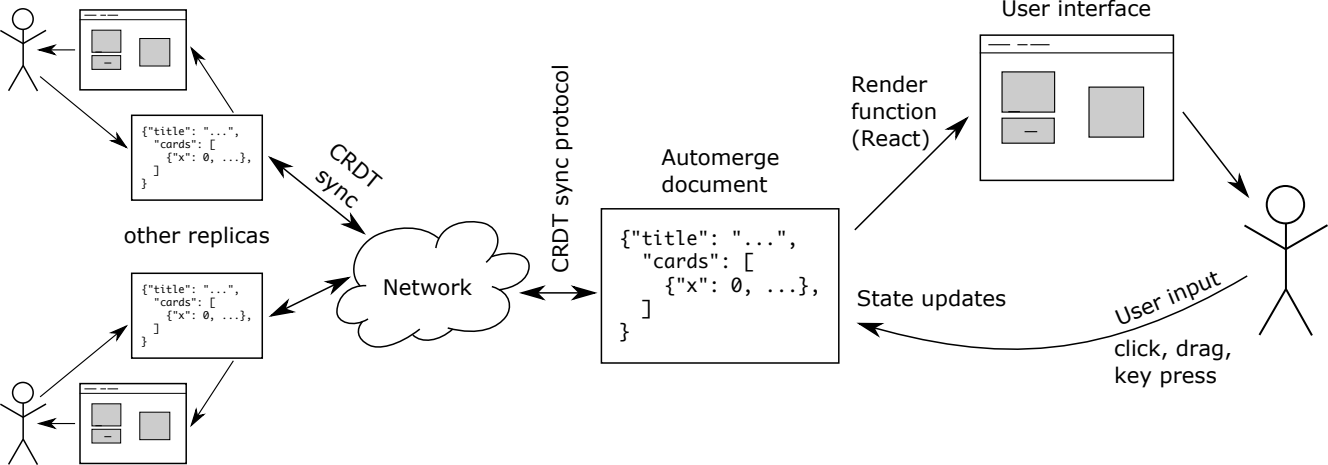 {"title": "...",
"cards": [
{"x": 0, ...},
]
}
CRDT
sync
other replicas
{"title": "...",
"cards": [
{"x": 0, ...},
]
}
Network
CRDT sync protocol
Automerge
document
{"title": "...",
"cards": [
{"x": 0, ...},
]
}
Render
function
(React)
User interface
State updates
User input
click, drag,
key press